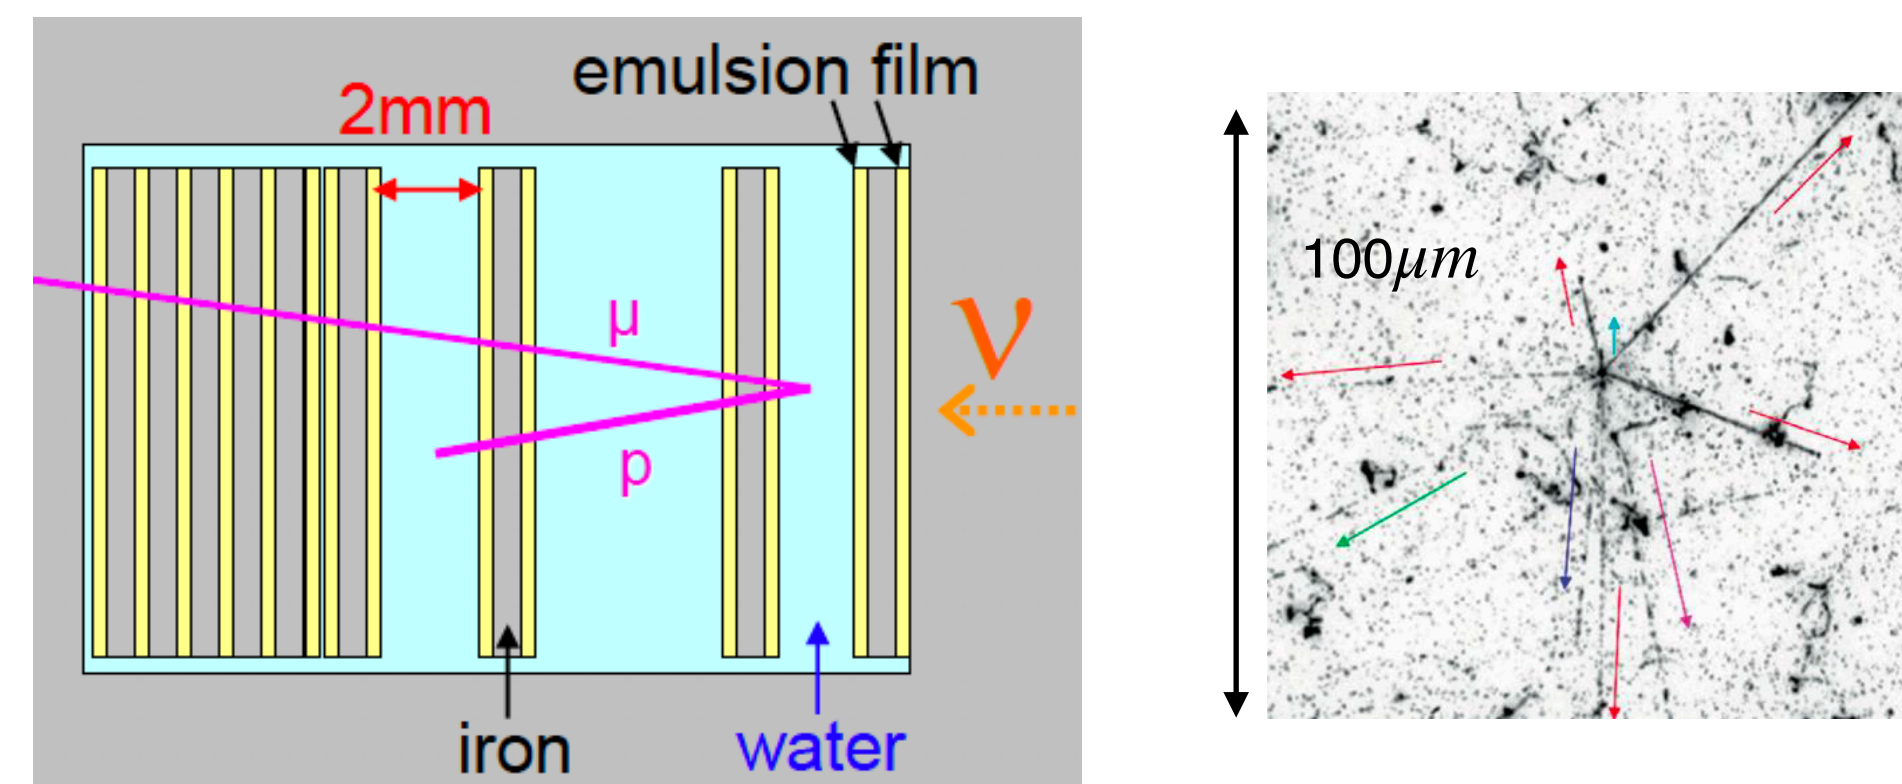 emulsion film
2mm
μ
ν
p
iron
water
100μm